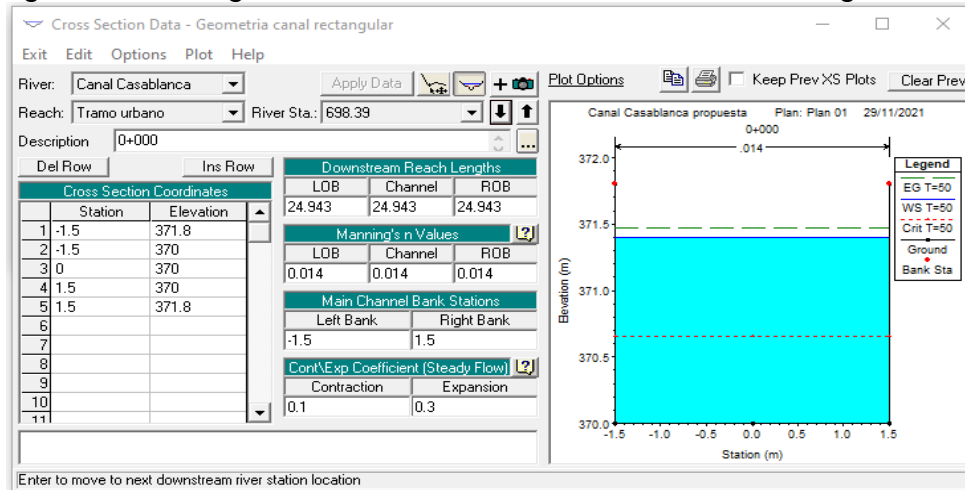 Cross Section Data - Geometria canal rectangular
Exit Edit Options Plot Help
River: Canal Casablanca Apply Data Plot Options Keep Prev XS Plots Clear Prev
Reach: Tramo urbano River Sta.: 698.39
Description 0+000 ...
Del Row Ins Row
Cross Section Coordinates
Station Elevation
1 -1.5 371.8
2 -1.5 370
3 0 370
4 1.5 370
5 1.5 371.8
6
7
8
9
10
11
Downstream Reach Lengths
LOB Channel ROB
24.943 24.943 24.943
Manning's n Values
LOB Channel ROB
0.014 0.014 0.014
Main Channel Bank Stations
Left Bank Right Bank
-1.5 1.5
Cont\Exp Coefficient (Steady Flow)
Contraction Expansion
0.1 0.3
Canal Casablanca propuesta Plan: Plan 01 29/11/2021
0+000
.014
372.0
371.5
371.0
370.5
370.0
Elevation (m)
-1.5 -1.0 -0.5 0.0 0.5 1.0 1.5
Station (m)
Legend
EG T=50
WS T=50
Crit T=50
Ground
Bank Sta
Enter to move to next downstream river station location